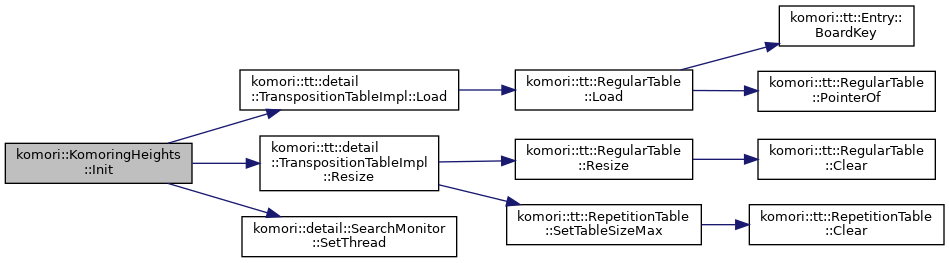 komori::KomoringHeights
::Init
komori::tt::detail
::TranspositionTableImpl::Load
komori::tt::RegularTable
::Load
komori::tt::Entry::
BoardKey
komori::tt::RegularTable
::PointerOf
komori::tt::detail
::TranspositionTableImpl
::Resize
komori::tt::RegularTable
::Resize
komori::tt::RegularTable
::Clear
komori::tt::RepetitionTable
::SetTableSizeMax
komori::tt::RepetitionTable
::Clear
komori::detail::SearchMonitor
::SetThread